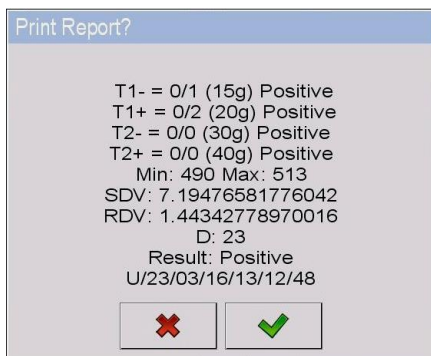 Print Report?
T1- = 0/1 (15g) Positive
T1+ = 0/2 (20g) Positive
T2- = 0/0 (30g) Positive
T2+ = 0/0 (40g) Positive
Min: 490 Max: 513
SDV: 7.19476581776042
RDV: 1.44342778970016
D: 23
Result: Positive
U/23/03/16/13/12/48